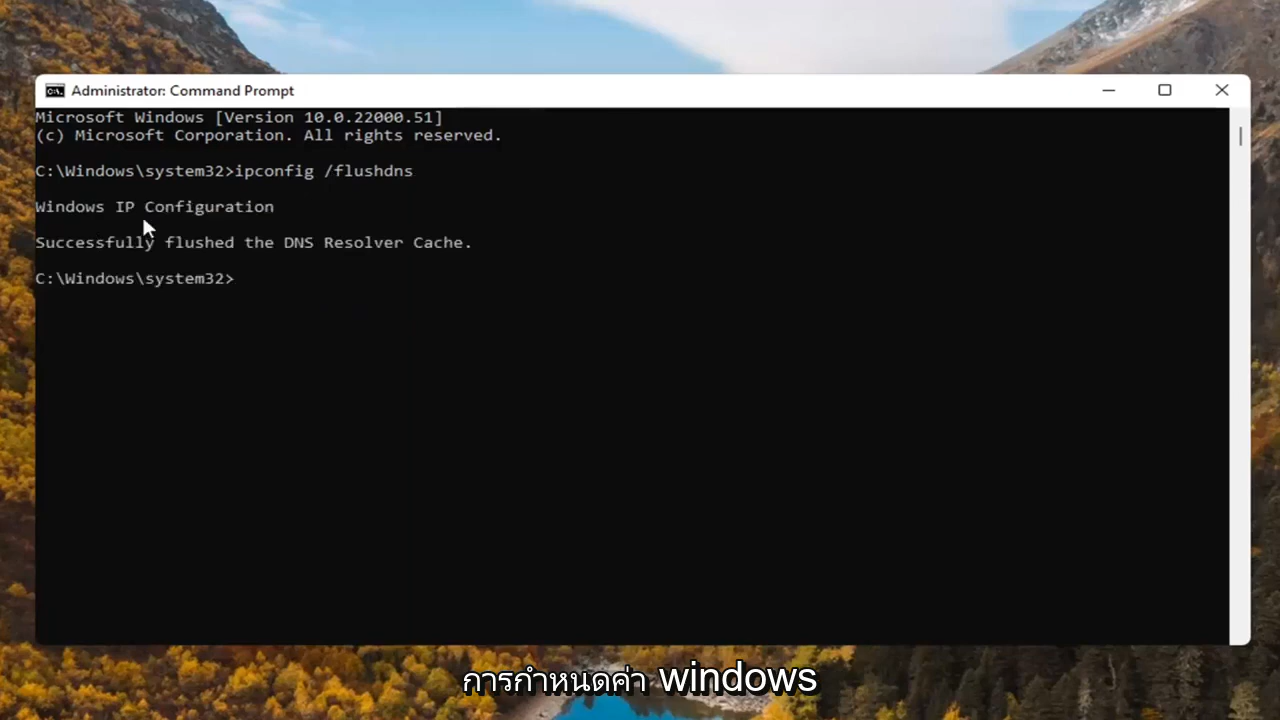 Administrator: Command Prompt
Microsoft Windows [Version 10.0.22000.51]
(c) Microsoft Corporation. All rights reserved.
C:\Windows\system32>ipconfig /flushdns
Windows IP Configuration
Successfully flushed the DNS Resolver Cache.
C:\Windows\system32>
การกำหนดค่า windows